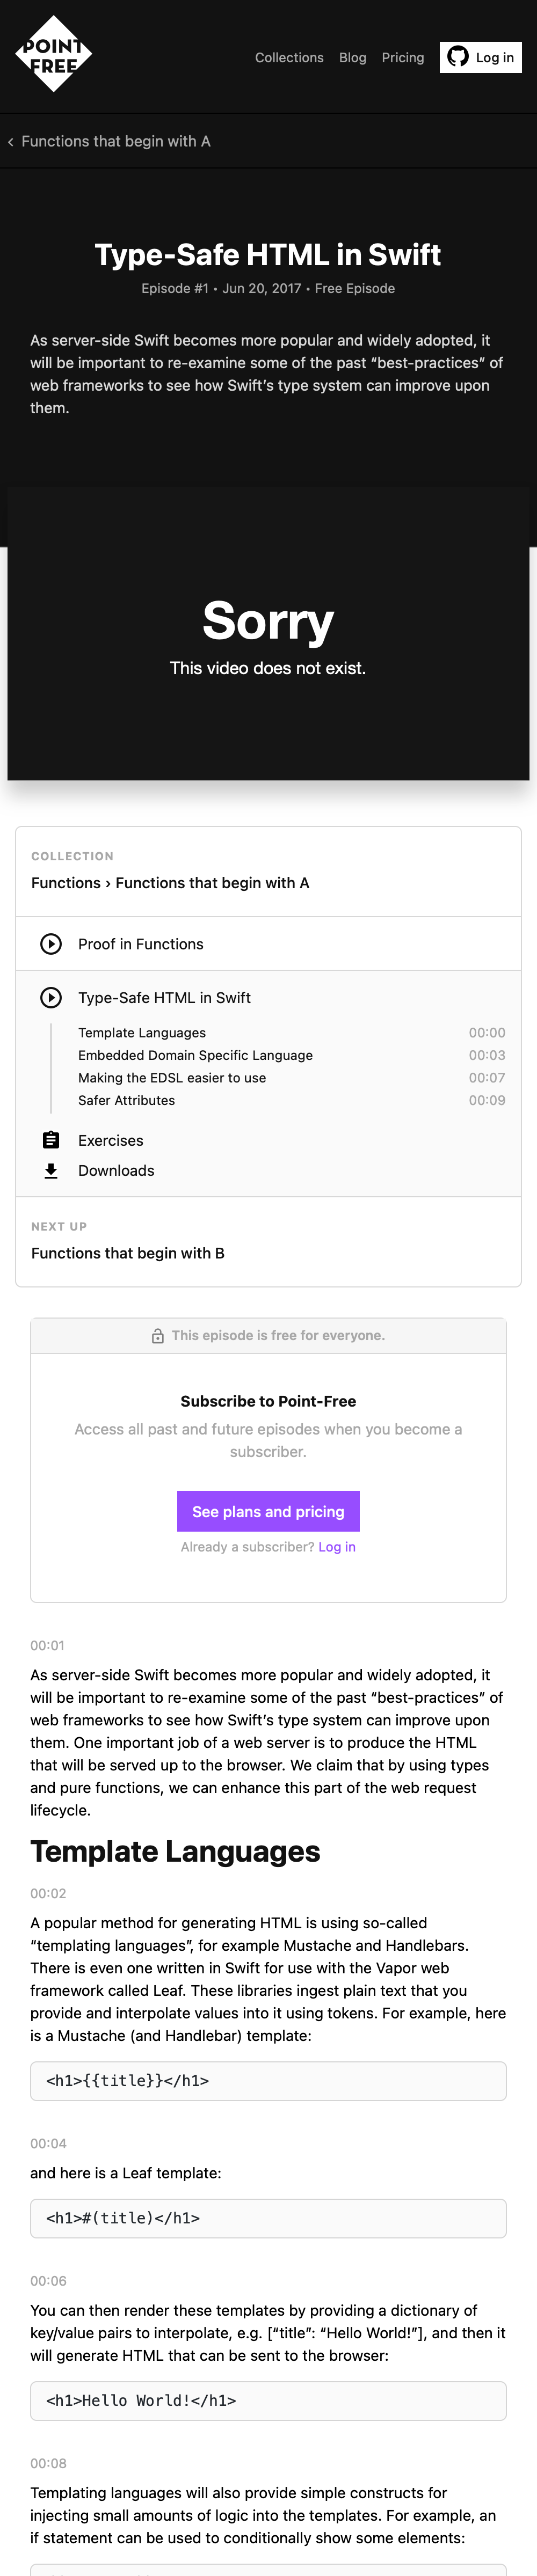 POINT
FREE
Collections Blog Pricing Log in
‹ Functions that begin with A
Type-Safe HTML in Swift
Episode #1 • Jun 20, 2017 • Free Episode
As server-side Swift becomes more popular and widely adopted, it
will be important to re-examine some of the past “best-practices” of
web frameworks to see how Swift’s type system can improve upon
them.
Sorry
This video does not exist.
COLLECTION
Functions › Functions that begin with A
Proof in Functions
Type-Safe HTML in Swift
Template Languages 00:00
Embedded Domain Specific Language 00:03
Making the EDSL easier to use 00:07
Safer Attributes 00:09
Exercises
Downloads
NEXT UP
Functions that begin with B
This episode is free for everyone.
Subscribe to Point-Free
Access all past and future episodes when you become a
subscriber.
See plans and pricing
Already a subscriber? Log in
00:01
As server-side Swift becomes more popular and widely adopted, it
will be important to re-examine some of the past “best-practices” of
web frameworks to see how Swift’s type system can improve upon
them. One important job of a web server is to produce the HTML
that will be served up to the browser. We claim that by using types
and pure functions, we can enhance this part of the web request
lifecycle.
Template Languages
00:02
A popular method for generating HTML is using so-called
“templating languages”, for example Mustache and Handlebars.
There is even one written in Swift for use with the Vapor web
framework called Leaf. These libraries ingest plain text that you
provide and interpolate values into it using tokens. For example, here
is a Mustache (and Handlebar) template:
<h1>{{title}}</h1>
00:04
and here is a Leaf template:
<h1>#(title)</h1>
00:06
You can then render these templates by providing a dictionary of
key/value pairs to interpolate, e.g. [“title”: “Hello World!”], and then it
will generate HTML that can be sent to the browser:
<h1>Hello World!</h1>
00:08
Templating languages will also provide simple constructs for
injecting small amounts of logic into the templates. For example, an
if statement can be used to conditionally show some elements: